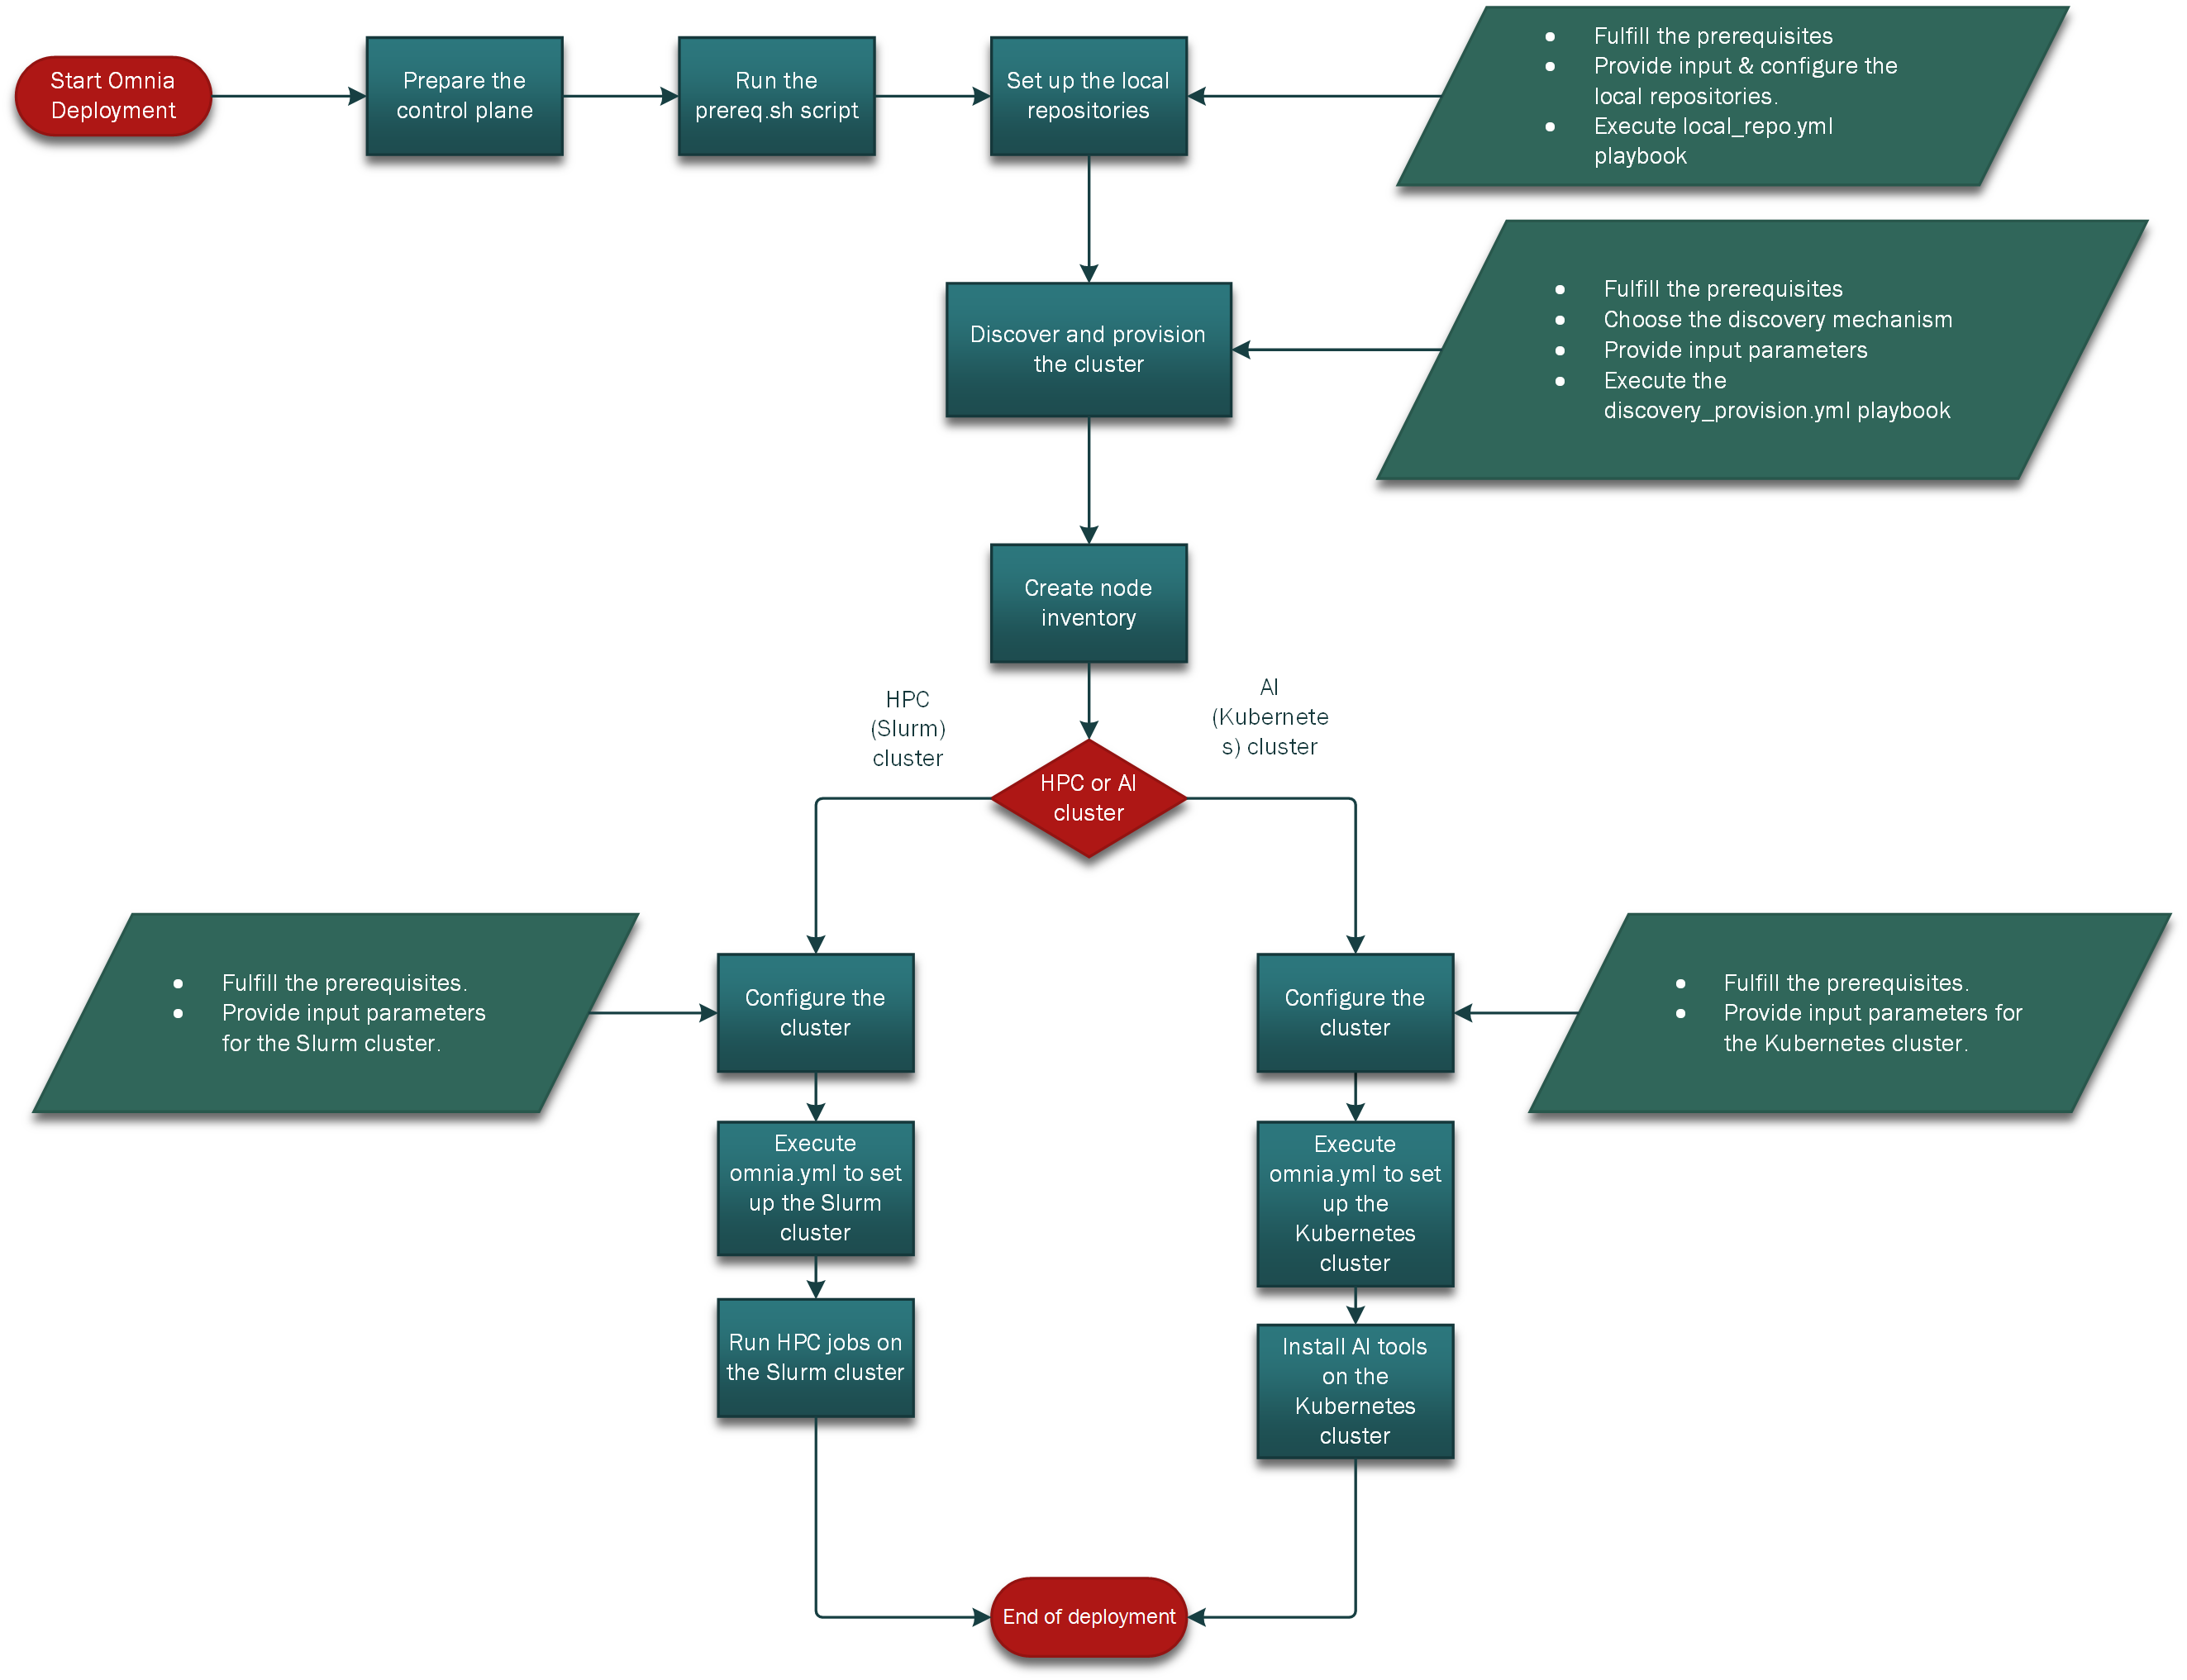 Start Omnia
Deployment
Prepare the
control plane
Run the
prereq.sh script
Set up the local
repositories
• Fulfill the prerequisites
• Provide input & configure the
local repositories.
• Execute local_repo.yml
playbook
Discover and provision
the cluster
• Fulfill the prerequisites
• Choose the discovery mechanism
• Provide input parameters
• Execute the
discovery_provision.yml playbook
Create node
inventory
HPC
(Slurm)
cluster
AI
(Kubernete
s) cluster
HPC or AI
cluster
• Fulfill the prerequisites.
• Provide input parameters
for the Slurm cluster.
Configure the
cluster
Configure the
cluster
• Fulfill the prerequisites.
• Provide input parameters for
the Kubernetes cluster.
Execute
omnia.yml to set
up the Slurm
cluster
Execute
omnia.yml to set
up the
Kubernetes
cluster
Run HPC jobs on
the Slurm cluster
Install AI tools
on the
Kubernetes
cluster
End of deployment